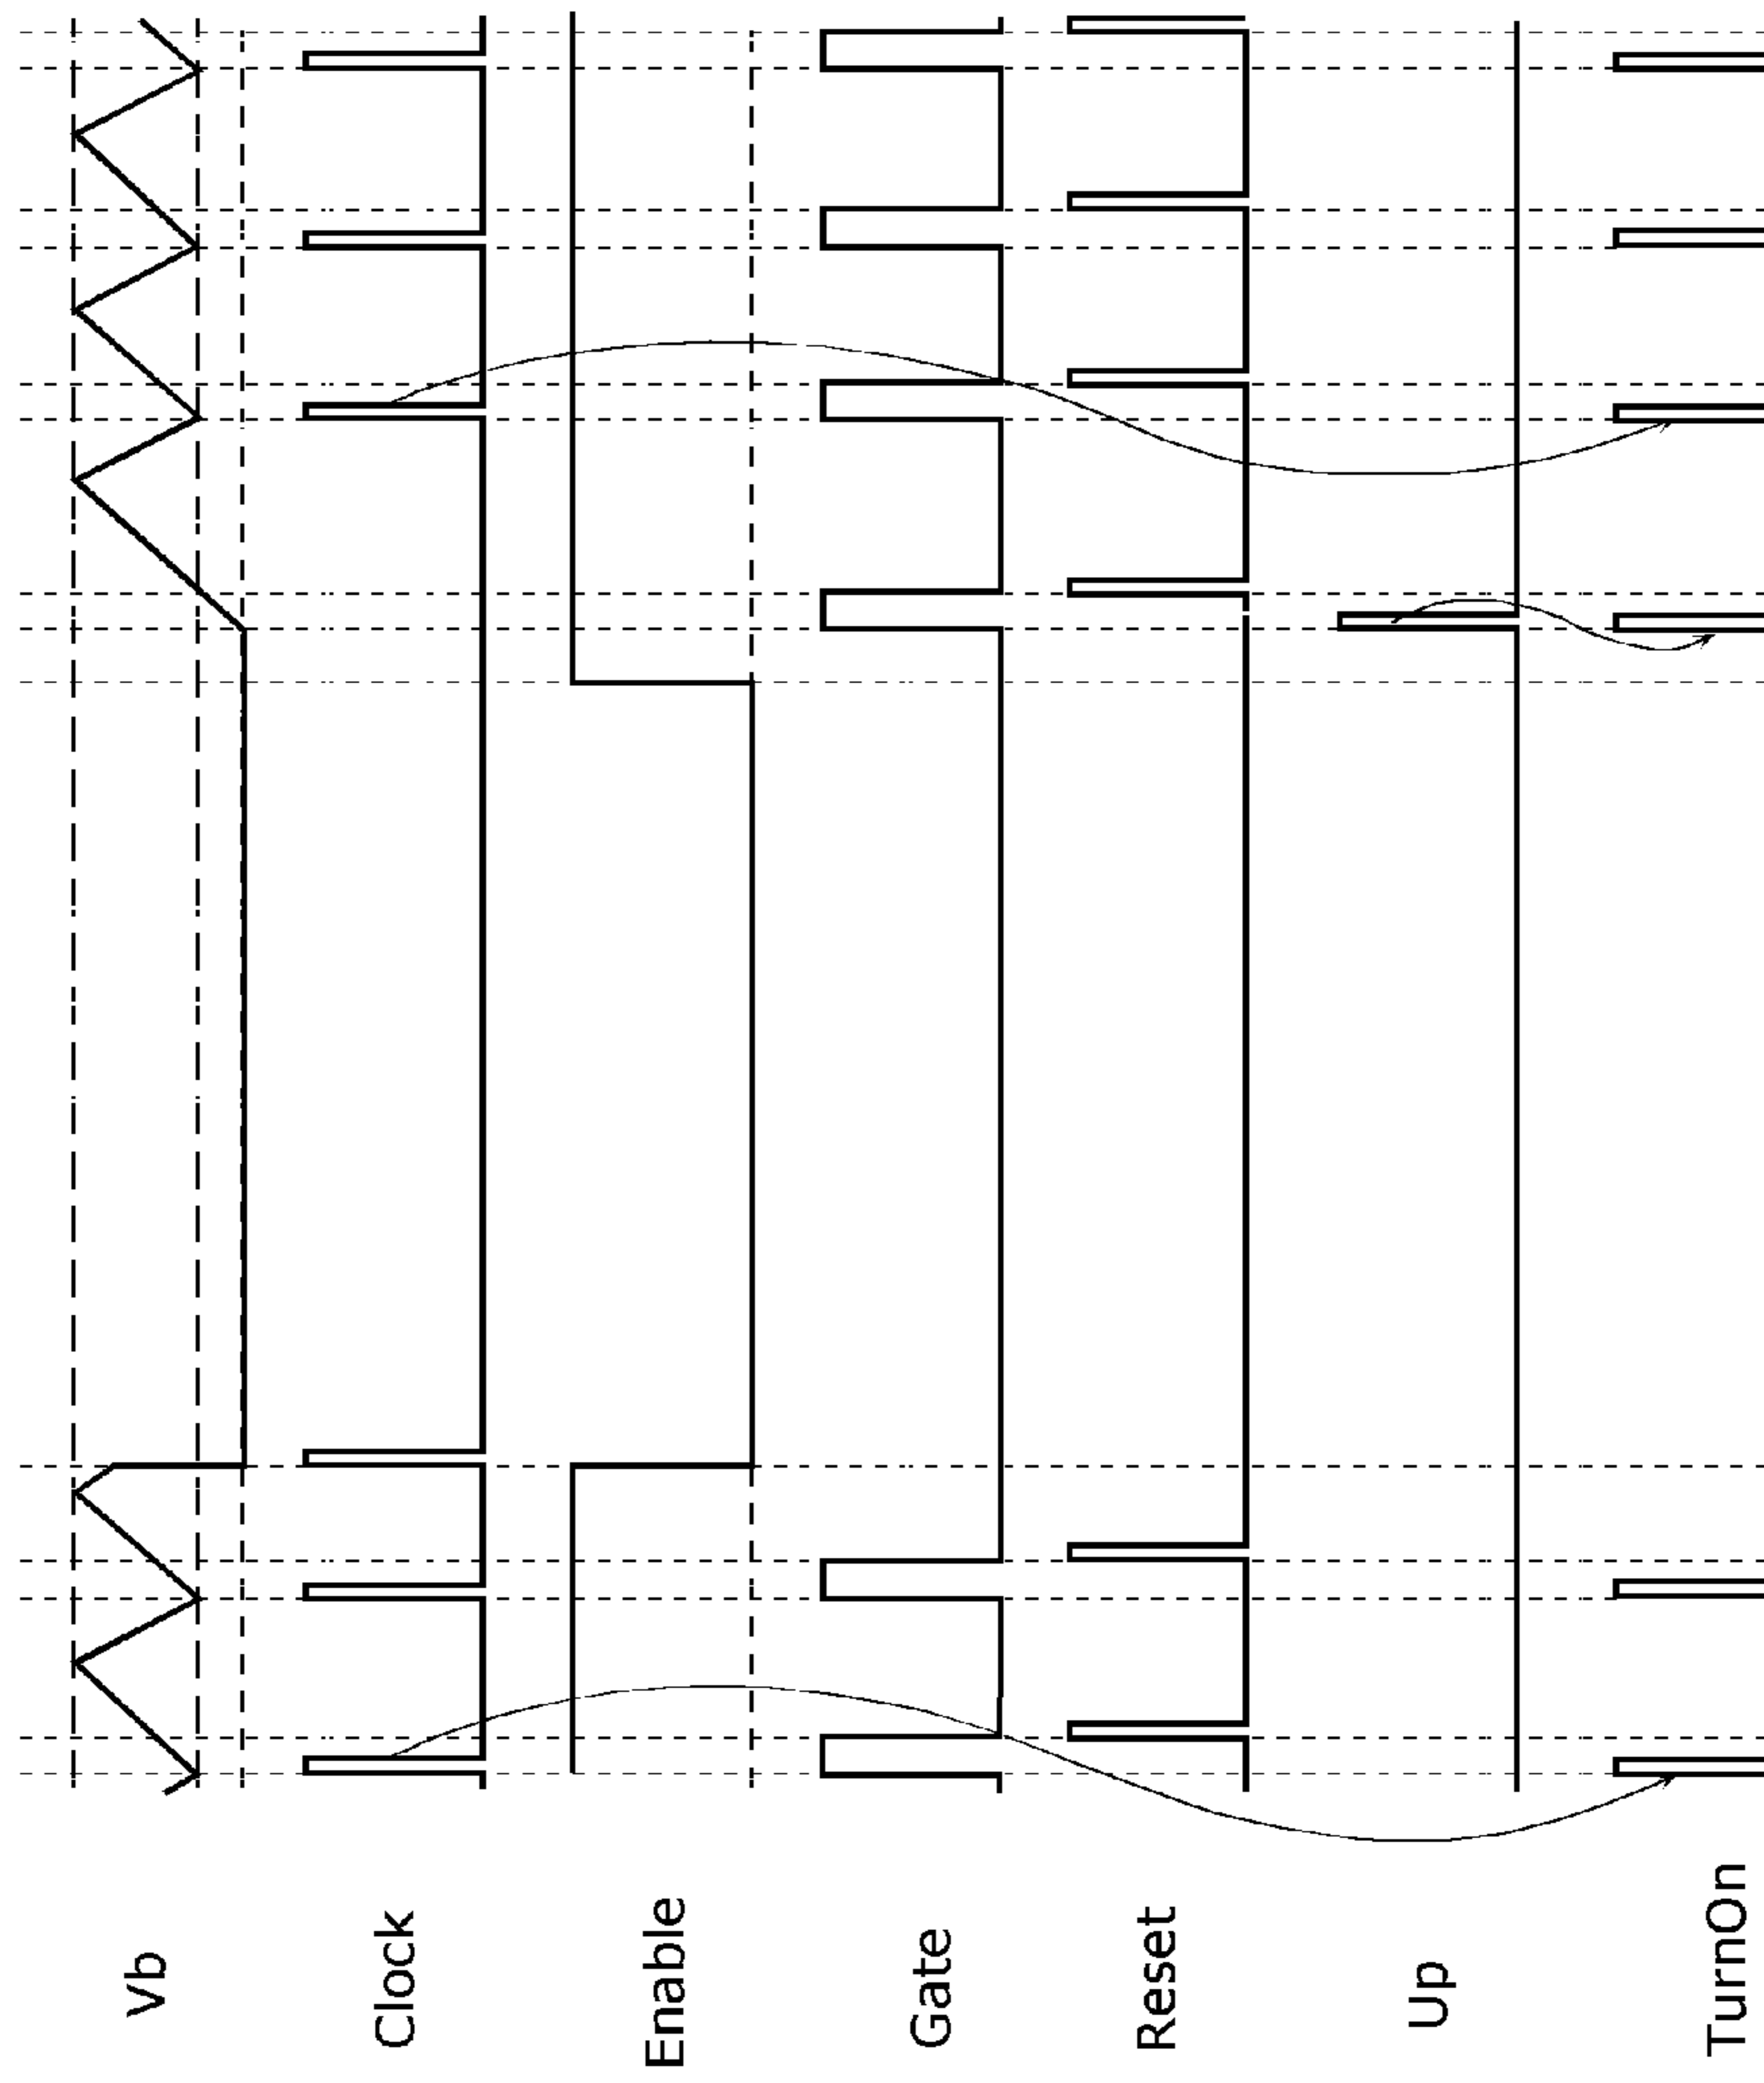 Vb
Clock
Enable
Gate
Reset
Up
TurnOn